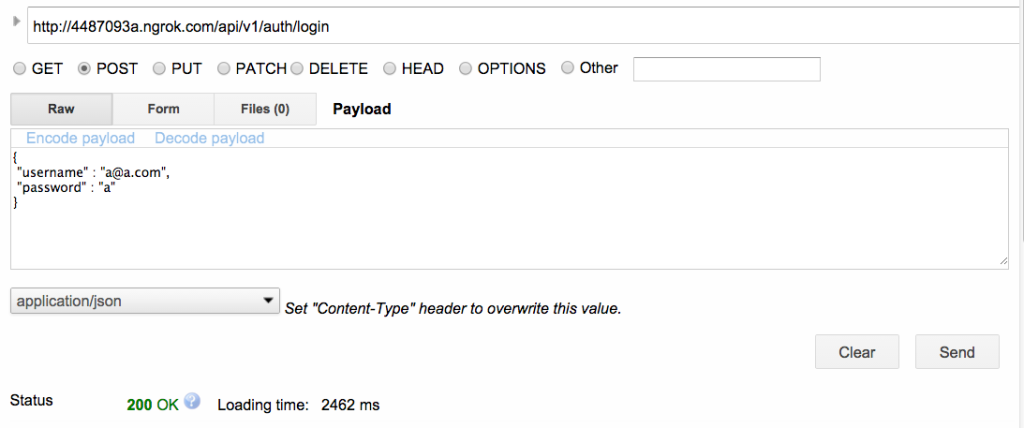 http://4487093a.ngrok.com/api/v1/auth/login
GET POST PUT PATCH DELETE HEAD OPTIONS Other
Raw Form Files (0) Payload
Encode payload Decode payload
{
"username" : "a@a.com",
"password" : "a"
}
application/json Set "Content-Type" header to overwrite this value.
Clear Send
Status 200 OK ? Loading time: 2462 ms